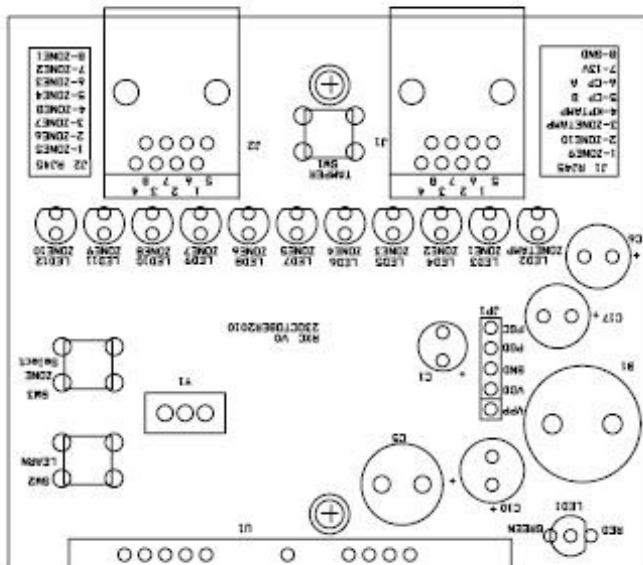 J2 RJ45
1-ZONE5
2-ZONE6
3-ZONE7
4-ZONE8
5-ZONE4
6-ZONE3
7-ZONE2
8-ZONE1
J1 RJ45
1-ZONE9
2-ZONE10
3-ZONETAMP
4-KPTAMP
5-CP B
6-CP A
7-13V
8-GND
J2
J1
1 2 3 4
5 6 7 8
1 2 3 4
5 6 7 8
SW1
TAMPER
LED2
ZONETAMP
LED3
ZONE1
LED4
ZONE2
LED5
ZONE3
LED6
ZONE4
LED7
ZONE5
LED8
ZONE6
LED9
ZONE7
LED10
ZONE8
LED11
ZONE9
LED12
ZONE10
C6
C17
JP1
PGC
PGD
GND
VDD
VPP
C1
B1
RXC V0
23OCTOBER2010
SW3
ZONE
Select
Y1
SW2
LEARN
C5
C10
LED1
RED
GREEN
U1